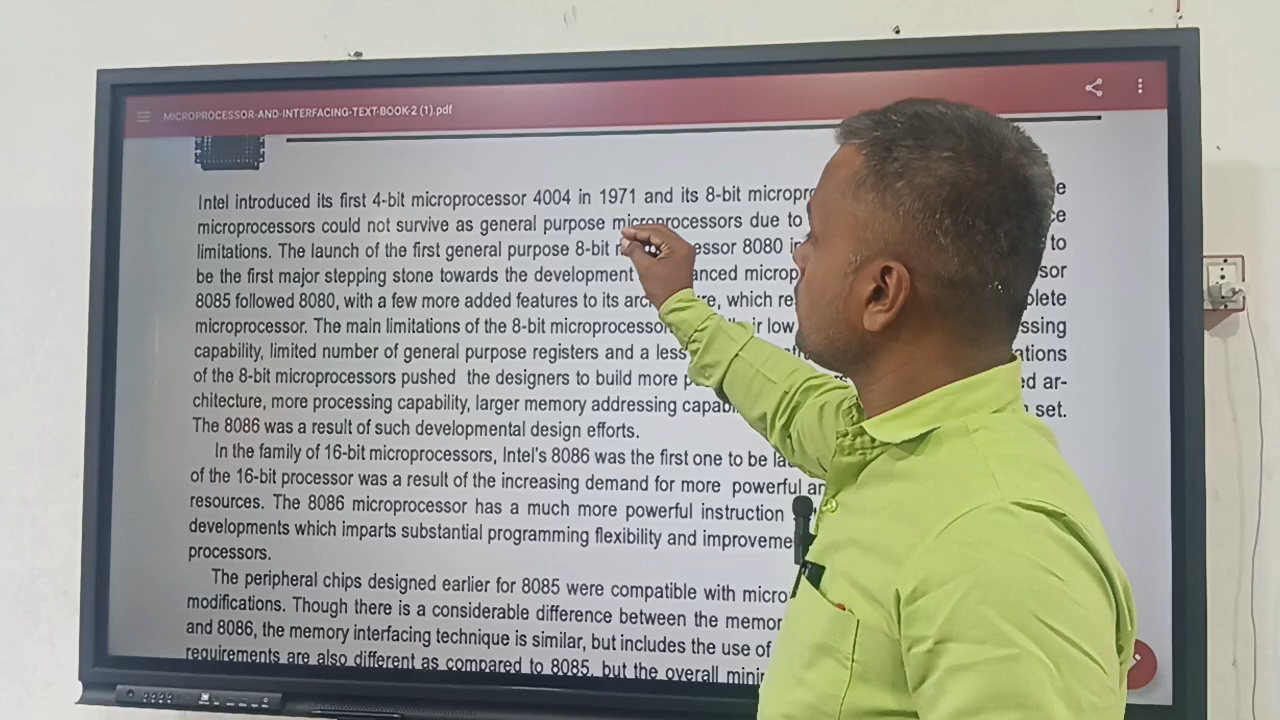 MICROPROCESSOR-AND-INTERFACING-TEXT-BOOK-2 (1).pdf
Intel introduced its first 4-bit microprocessor 4004 in 1971 and its 8-bit
microprocessors could not survive as general purpose microprocessors due to
limitations. The launch of the first general purpose 8-bit 8080 to
be the first major stepping stone towards the development
8085 followed 8080, with a few more added features to its which
microprocessor. The main limitations of the 8-bit low
capability, limited number of general purpose registers and a less
of the 8-bit microprocessors pushed the designers to build more ar-
chitecture, more processing capability, larger memory addressing set.
The 8086 was a result of such developmental design efforts.
In the family of 16-bit microprocessors, Intel's 8086 was the first one to be
of the 16-bit processor was a result of the increasing demand for more powerful
resources. The 8086 microprocessor has a much more powerful instruction
developments which imparts substantial programming flexibility and
processors.
The peripheral chips designed earlier for 8085 were compatible with
modifications. Though there is a considerable difference between the
and 8086, the memory interfacing technique is similar, but includes the use of
requirements are also different as compared to 8085, but the overall